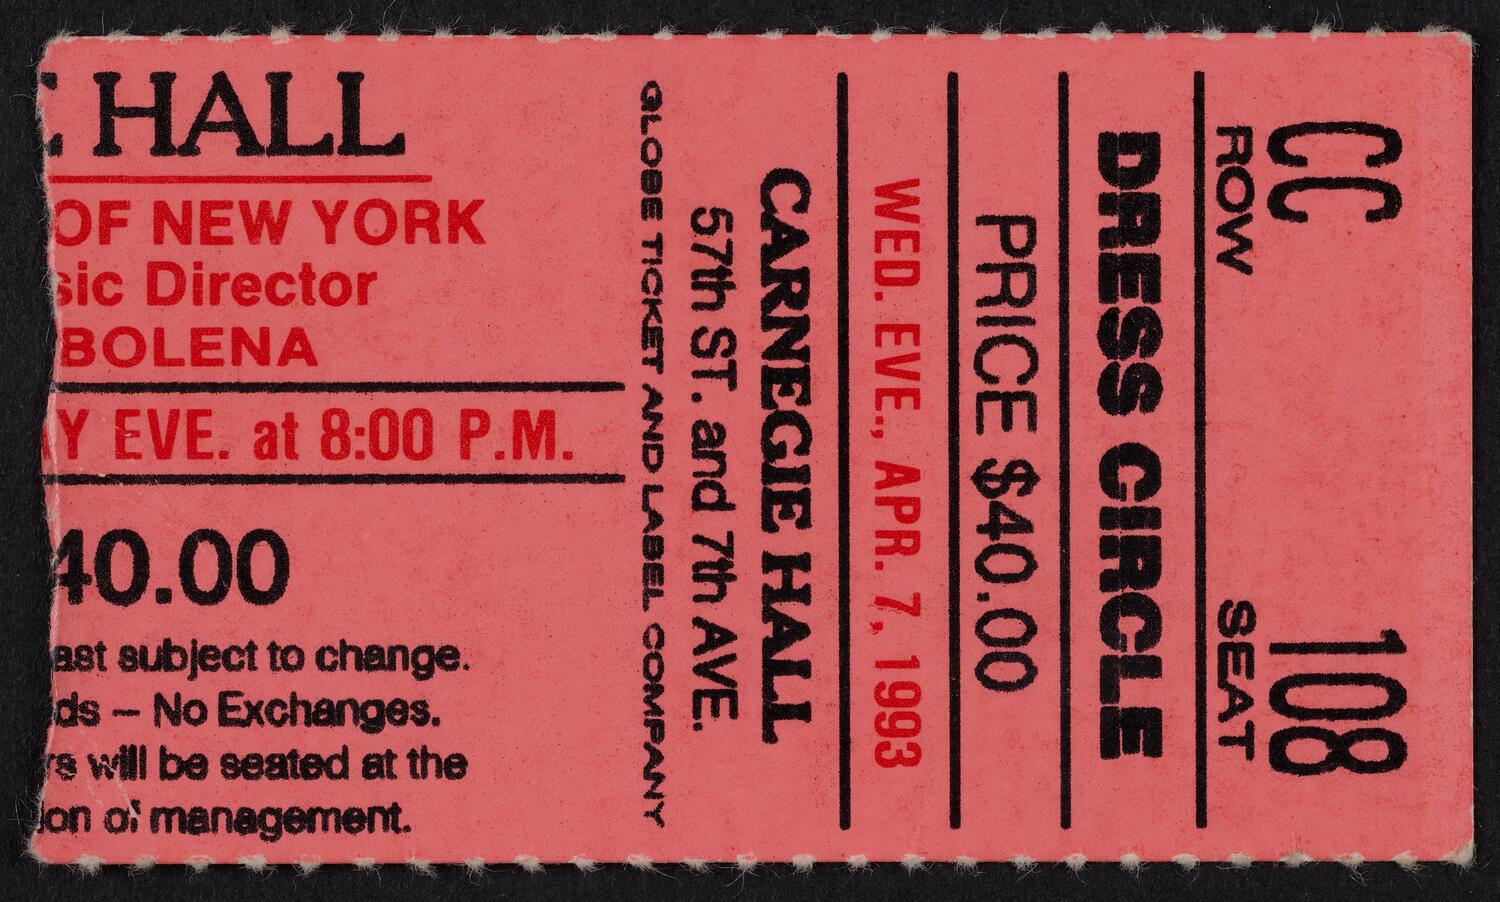 HALL
OF NEW YORK
sic Director
BOLENA
Y EVE. at 8:00 P.M.
40.00
ast subject to change.
ds – No Exchanges.
rs will be seated at the
ion of management.
GLOBE TICKET AND LABEL COMPANY
57th ST. and 7th AVE.
CARNEGIE HALL
WED. EVE., APR. 7, 1993
PRICE $40.00
DRESS CIRCLE
ROW SEAT
CC 108